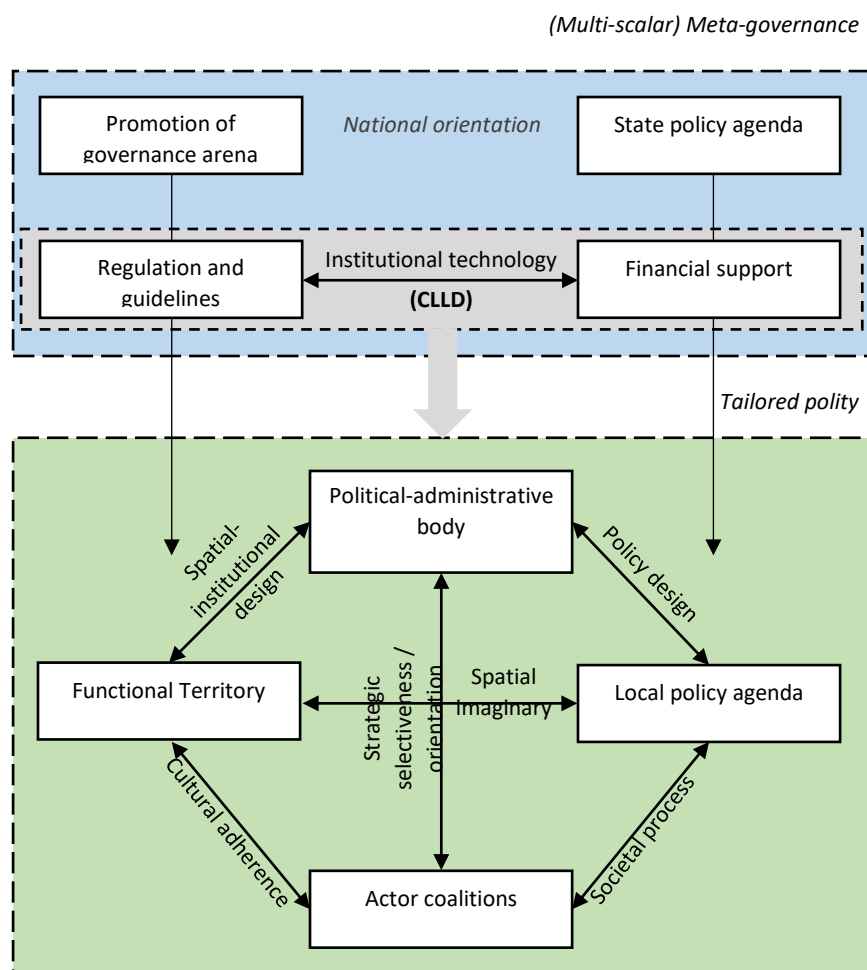 (Multi-scalar) Meta-governance
Promotion of
governance arena
National orientation
State policy agenda
Regulation and
guidelines
Institutional technology
(CLLD)
Financial support
Tailored polity
Political-administrative
body
Spatial-
institutional
design
Policy design
Functional Territory
Strategic
selectiveness /
orientation
Spatial
Imaginary
Local policy agenda
Cultural adherence
Societal process
Actor coalitions